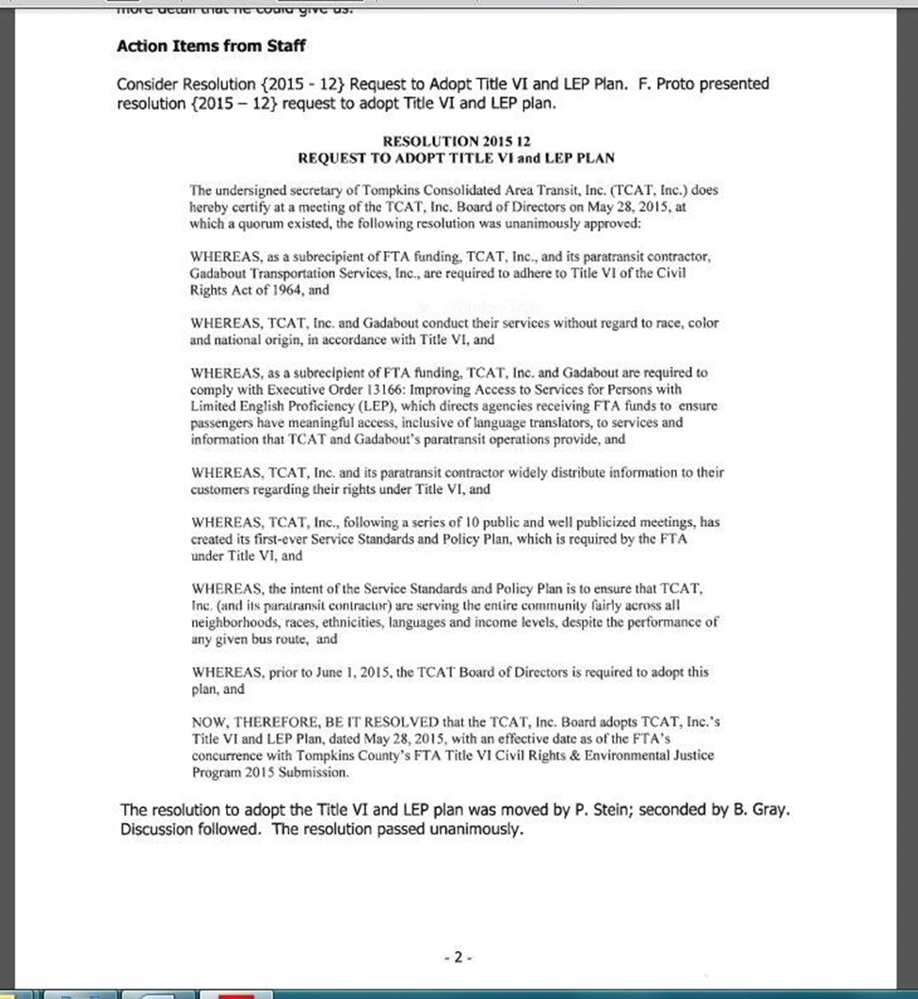 more detail that he could give us.
Action Items from Staff
Consider Resolution {2015 - 12} Request to Adopt Title VI and LEP Plan.  F. Proto presented
resolution {2015 – 12} request to adopt Title VI and LEP plan.
RESOLUTION 2015 12
REQUEST TO ADOPT TITLE VI and LEP PLAN
The undersigned secretary of Tompkins Consolidated Area Transit, Inc. (TCAT, Inc.) does
hereby certify at a meeting of the TCAT, Inc. Board of Directors on May 28, 2015, at
which a quorum existed, the following resolution was unanimously approved:
WHEREAS, as a subrecipient of FTA funding, TCAT, Inc., and its paratransit contractor,
Gadabout Transportation Services, Inc., are required to adhere to Title VI of the Civil
Rights Act of 1964, and
WHEREAS, TCAT, Inc. and Gadabout conduct their services without regard to race, color
and national origin, in accordance with Title VI, and
WHEREAS, as a subrecipient of FTA funding, TCAT, Inc. and Gadabout are required to
comply with Executive Order 13166: Improving Access to Services for Persons with
Limited English Proficiency (LEP), which directs agencies receiving FTA funds to  ensure
passengers have meaningful access, inclusive of language translators, to services and
information that TCAT and Gadabout's paratransit operations provide, and
WHEREAS, TCAT, Inc. and its paratransit contractor widely distribute information to their
customers regarding their rights under Title VI, and
WHEREAS, TCAT, Inc., following a series of 10 public and well publicized meetings, has
created its first-ever Service Standards and Policy Plan, which is required by the FTA
under Title VI, and
WHEREAS, the intent of the Service Standards and Policy Plan is to ensure that TCAT,
Inc. (and its paratransit contractor) are serving the entire community fairly across all
neighborhoods, races, ethnicities, languages and income levels, despite the performance of
any given bus route,  and
WHEREAS, prior to June 1, 2015, the TCAT Board of Directors is required to adopt this
plan, and
NOW, THEREFORE, BE IT RESOLVED that the TCAT, Inc. Board adopts TCAT, Inc.'s
Title VI and LEP Plan, dated May 28, 2015, with an effective date as of the FTA's
concurrence with Tompkins County's FTA Title VI Civil Rights & Environmental Justice
Program 2015 Submission.
The resolution to adopt the Title VI and LEP plan was moved by P. Stein; seconded by B. Gray.
Discussion followed.  The resolution passed unanimously.
- 2 -